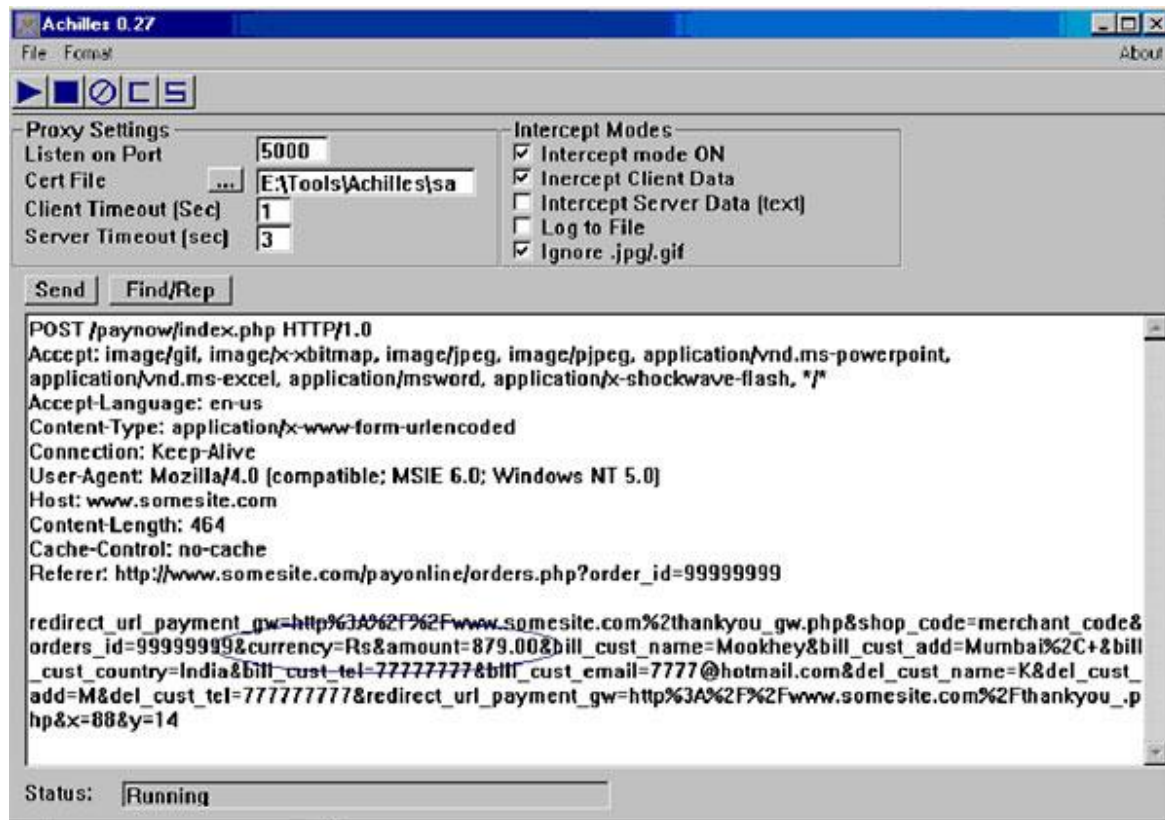 Achilles 0.27
File Format
About
Proxy Settings
Listen on Port 5000
Cert File ... E:\Tools\Achilles\sa
Client Timeout (Sec) 1
Server Timeout (sec) 3
Intercept Modes
Intercept mode ON
Inercept Client Data
Intercept Server Data (text)
Log to File
Ignore .jpg/.gif
Send Find/Rep
POST /paynow/index.php HTTP/1.0
Accept: image/gif, image/x-xbitmap, image/jpeg, image/pjpeg, application/vnd.ms-powerpoint,
application/vnd.ms-excel, application/msword, application/x-shockwave-flash, */*
Accept-Language: en-us
Content-Type: application/x-www-form-urlencoded
Connection: Keep-Alive
User-Agent: Mozilla/4.0 (compatible; MSIE 6.0; Windows NT 5.0)
Host: www.somesite.com
Content-Length: 464
Cache-Control: no-cache
Referer: http://www.somesite.com/payonline/orders.php?order_id=99999999
redirect_url_payment_gw=http%3A%2F%2Fwww.somesite.com%2thankyou_gw.php&shop_code=merchant_code&
orders_id=99999999&currency=Rs&amount=879.00&bill_cust_name=Mookhey&bill_cust_add=Mumbai%2C+&bill
_cust_country=India&bill_cust_tel=77777777&bill_cust_email=7777@hotmail.com&del_cust_name=K&del_cust_
add=M&del_cust_tel=777777777&redirect_url_payment_gw=http%3A%2F%2Fwww.somesite.com%2Fthankyou_.p
hp&x=88&y=14
Status: Running